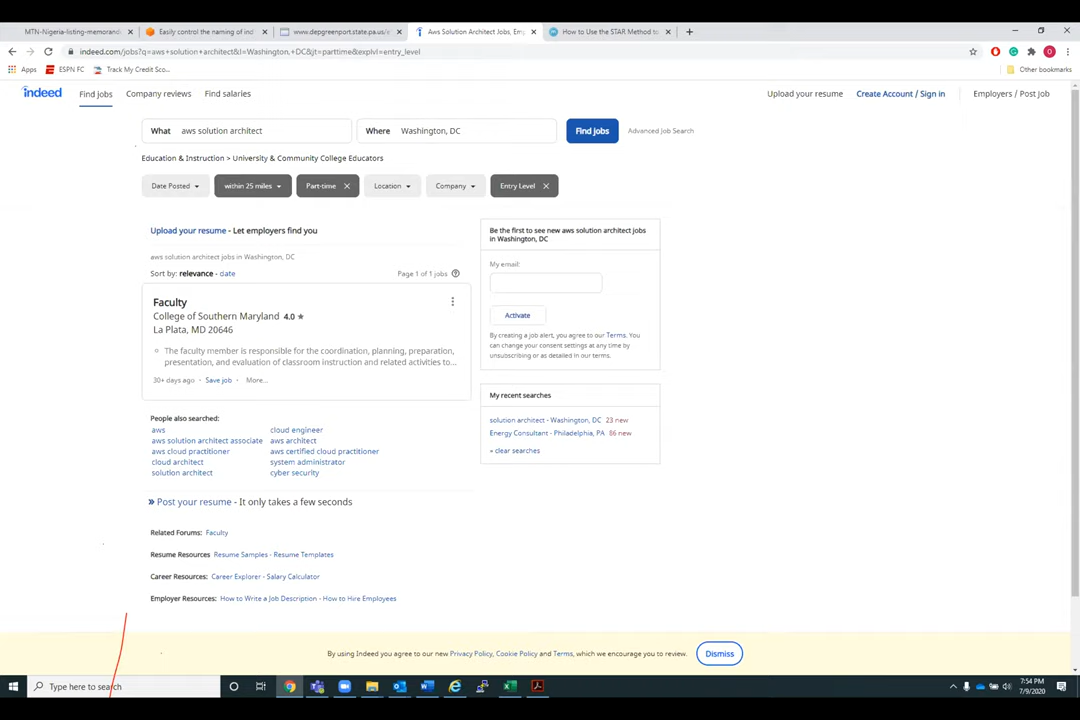 MTN-Nigeria-listing-memorand
Easily control the naming of ind
www.depgreenport.state.pa.us/e
Aws Solution Architect Jobs, Emp
How to Use the STAR Method to
indeed.com/jobs?q=aws+solution+architect&l=Washington,+DC&jt=parttime&explvl=entry_level
Apps ESPN FC Track My Credit Sco... Other bookmarks
indeed Find jobs Company reviews Find salaries Upload your resume Create Account / Sign in Employers / Post Job
What aws solution architect Where Washington, DC Find jobs Advanced Job Search
Education & Instruction > University & Community College Educators
Date Posted within 25 miles Part-time Location Company Entry Level
Upload your resume - Let employers find you
aws solution architect jobs in Washington, DC
Sort by: relevance - date Page 1 of 1 jobs
Faculty
College of Southern Maryland 4.0
La Plata, MD 20646
The faculty member is responsible for the coordination, planning, preparation,
presentation, and evaluation of classroom instruction and related activities to...
30+ days ago · Save job · More...
People also searched:
aws cloud engineer
aws solution architect associate aws architect
aws cloud practitioner aws certified cloud practitioner
cloud architect system administrator
solution architect cyber security
» Post your resume - It only takes a few seconds
Related Forums: Faculty
Resume Resources Resume Samples - Resume Templates
Career Resources: Career Explorer - Salary Calculator
Employer Resources: How to Write a Job Description - How to Hire Employees
Be the first to see new aws solution architect jobs
in Washington, DC
My email:
Activate
By creating a job alert, you agree to our Terms. You
can change your consent settings at any time by
unsubscribing or as detailed in our terms.
My recent searches
solution architect - Washington, DC 23 new
Energy Consultant - Philadelphia, PA 86 new
» clear searches
By using Indeed you agree to our new Privacy Policy, Cookie Policy and Terms, which we encourage you to review. Dismiss
Type here to search
7:54 PM
7/9/2020